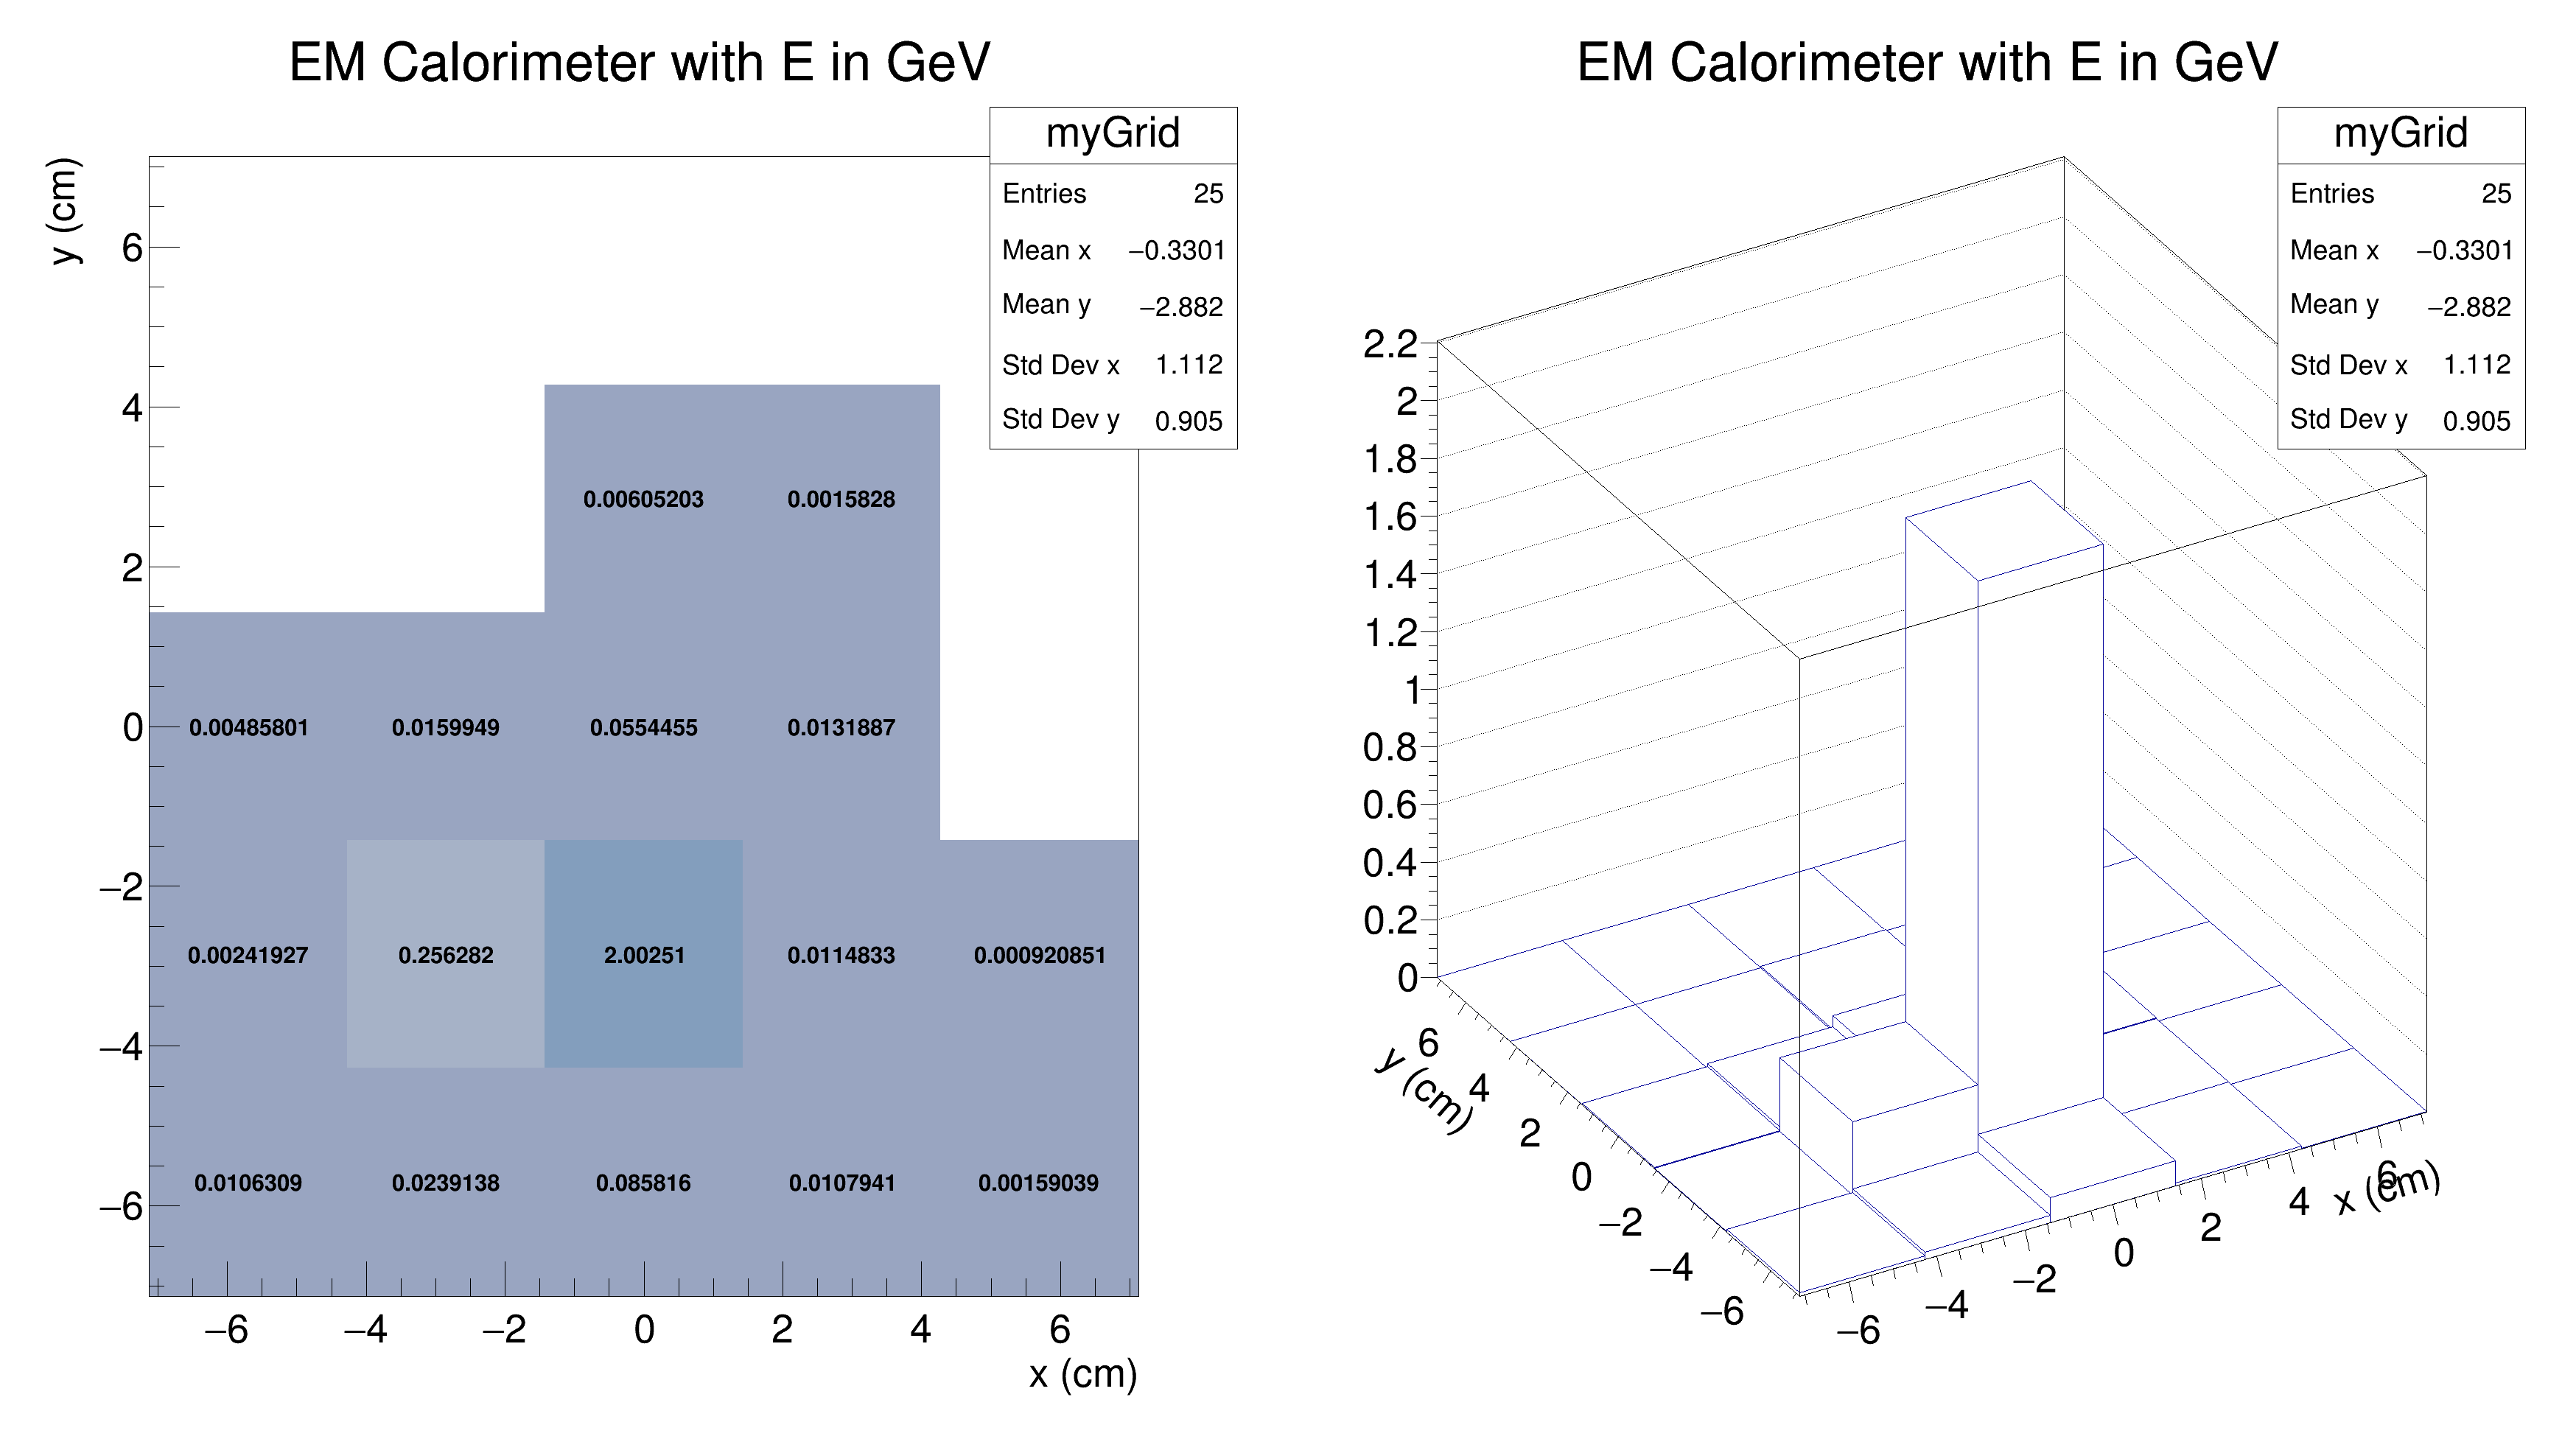 EM Calorimeter with E in GeV
myGrid
Entries 25
Mean x −0.3301
Mean y −2.882
Std Dev x 1.112
Std Dev y 0.905
y (cm)
6
4
2
0
−2
−4
−6
0.00605203 0.0015828
0.00485801 0.0159949 0.0554455 0.0131887
0.00241927 0.256282 2.00251 0.0114833 0.000920851
0.0106309 0.0239138 0.085816 0.0107941 0.00159039
−6 −4 −2 0 2 4 6
x (cm)
EM Calorimeter with E in GeV
myGrid
Entries 25
Mean x −0.3301
Mean y −2.882
Std Dev x 1.112
Std Dev y 0.905
2.2
2
1.8
1.6
1.4
1.2
1
0.8
0.6
0.4
0.2
0
y (cm)
6
4
2
0
−2
−4
−6
−6
−4
−2
0
2
4
6
x (cm)